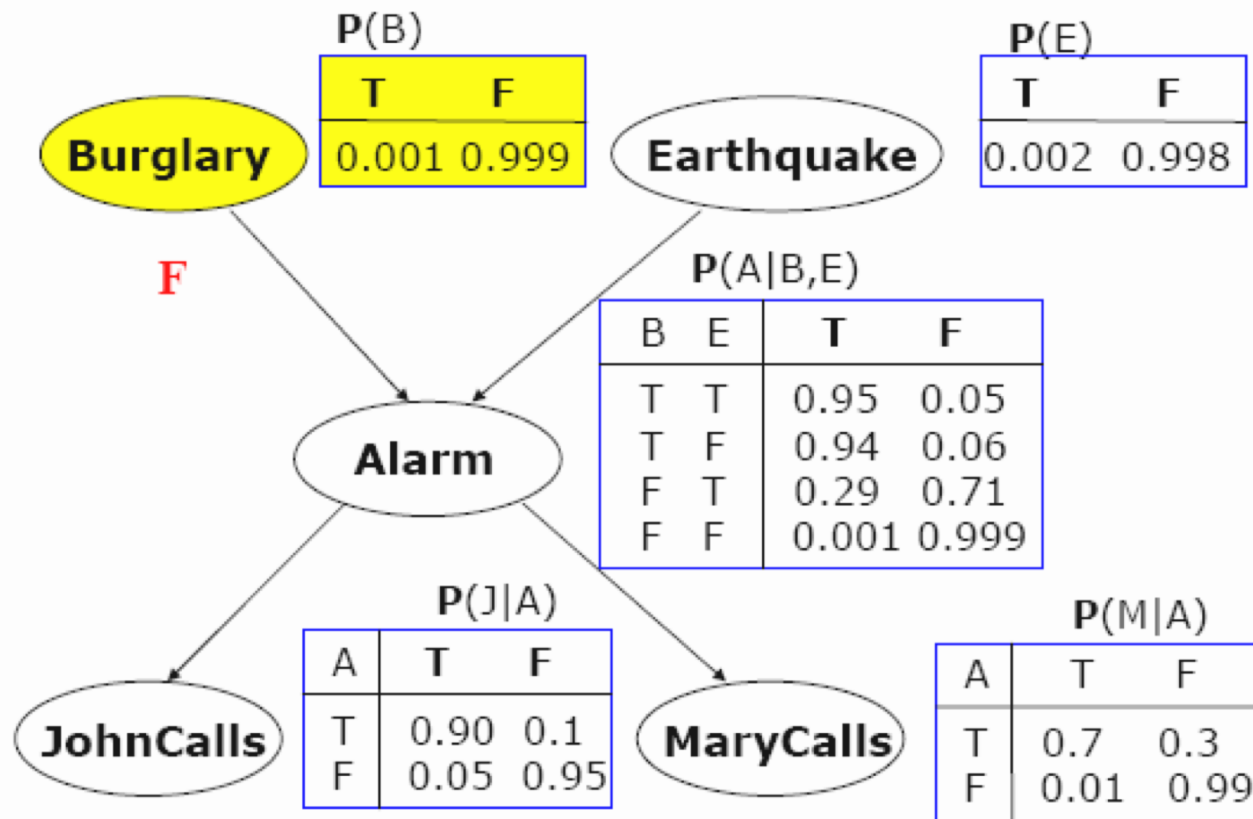 P(B)
T F
0.001 0.999
Burglary
P(E)
T F
0.002 0.998
Earthquake
F
P(A|B,E)
B E T F
T T 0.95 0.05
T F 0.94 0.06
F T 0.29 0.71
F F 0.001 0.999
Alarm
P(J|A)
A T F
T 0.90 0.1
F 0.05 0.95
JohnCalls
P(M|A)
A T F
T 0.7 0.3
F 0.01 0.99
MaryCalls